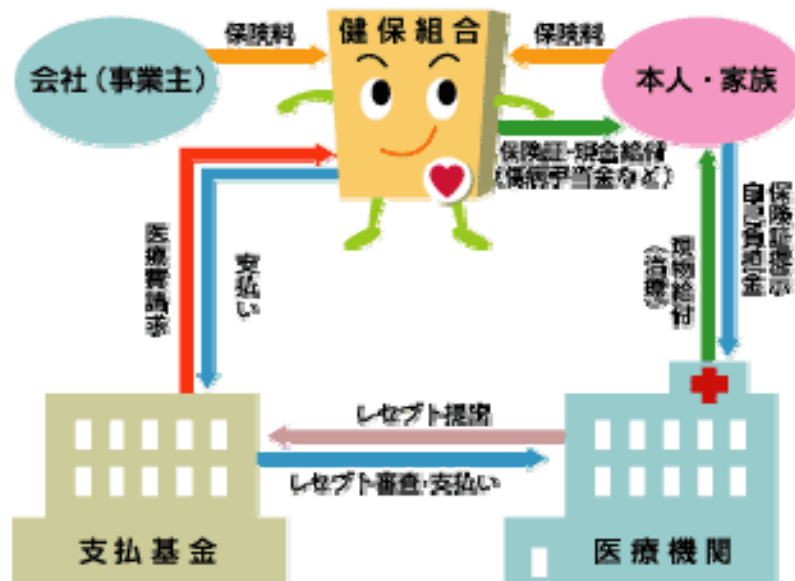 保険料
健保組合
保険料
会社（事業主）
本人・家族
保険証・現金給付
（傷病手当金など）
医療費請求
支払い
現物給付
（治療）
保険証提示
自己負担金
レセプト提出
レセプト審査・支払い
支払基金
医療機関